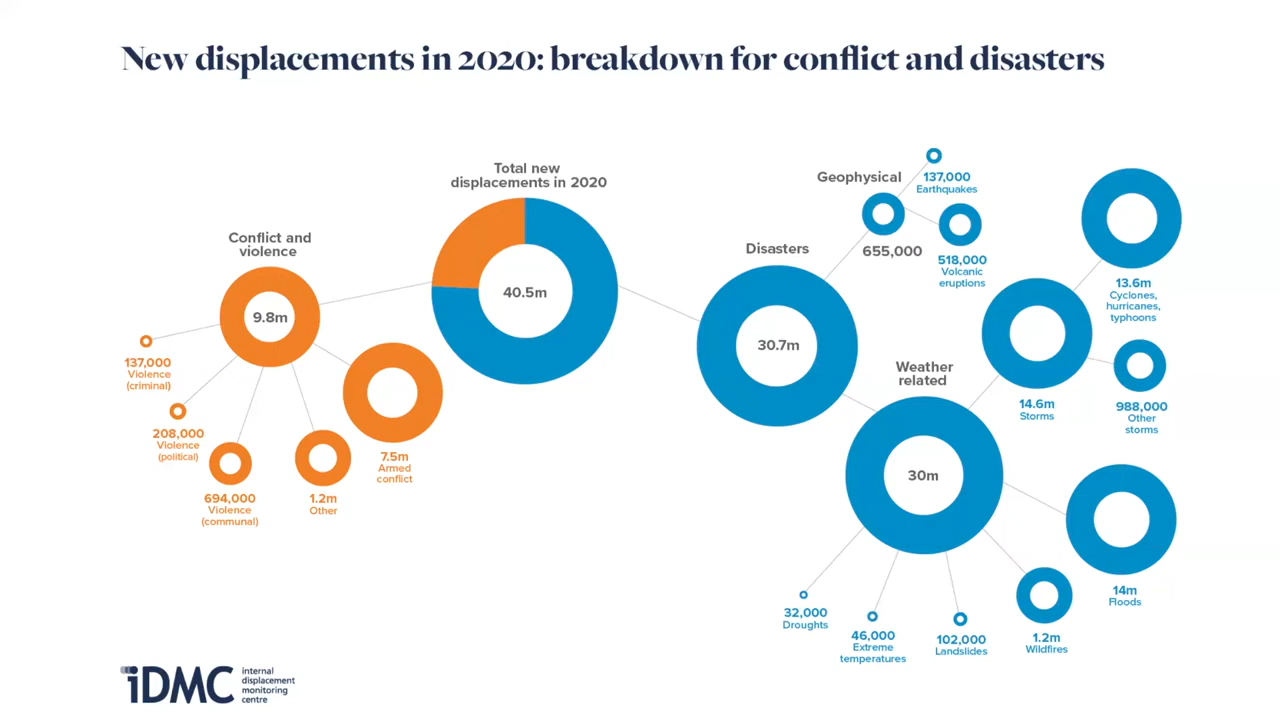 New displacements in 2020: breakdown for conflict and disasters
Total new
displacements in 2020
40.5m
Conflict and
violence
9.8m
137,000
Violence
(criminal)
208,000
Violence
(political)
694,000
Violence
(communal)
1.2m
Other
7.5m
Armed
conflict
Disasters
30.7m
Geophysical
655,000
137,000
Earthquakes
518,000
Volcanic
eruptions
Weather
related
30m
14.6m
Storms
13.6m
Cyclones,
hurricanes,
typhoons
988,000
Other
storms
14m
Floods
1.2m
Wildfires
102,000
Landslides
46,000
Extreme
temperatures
32,000
Droughts
iDMC
internal
displacement
monitoring
centre